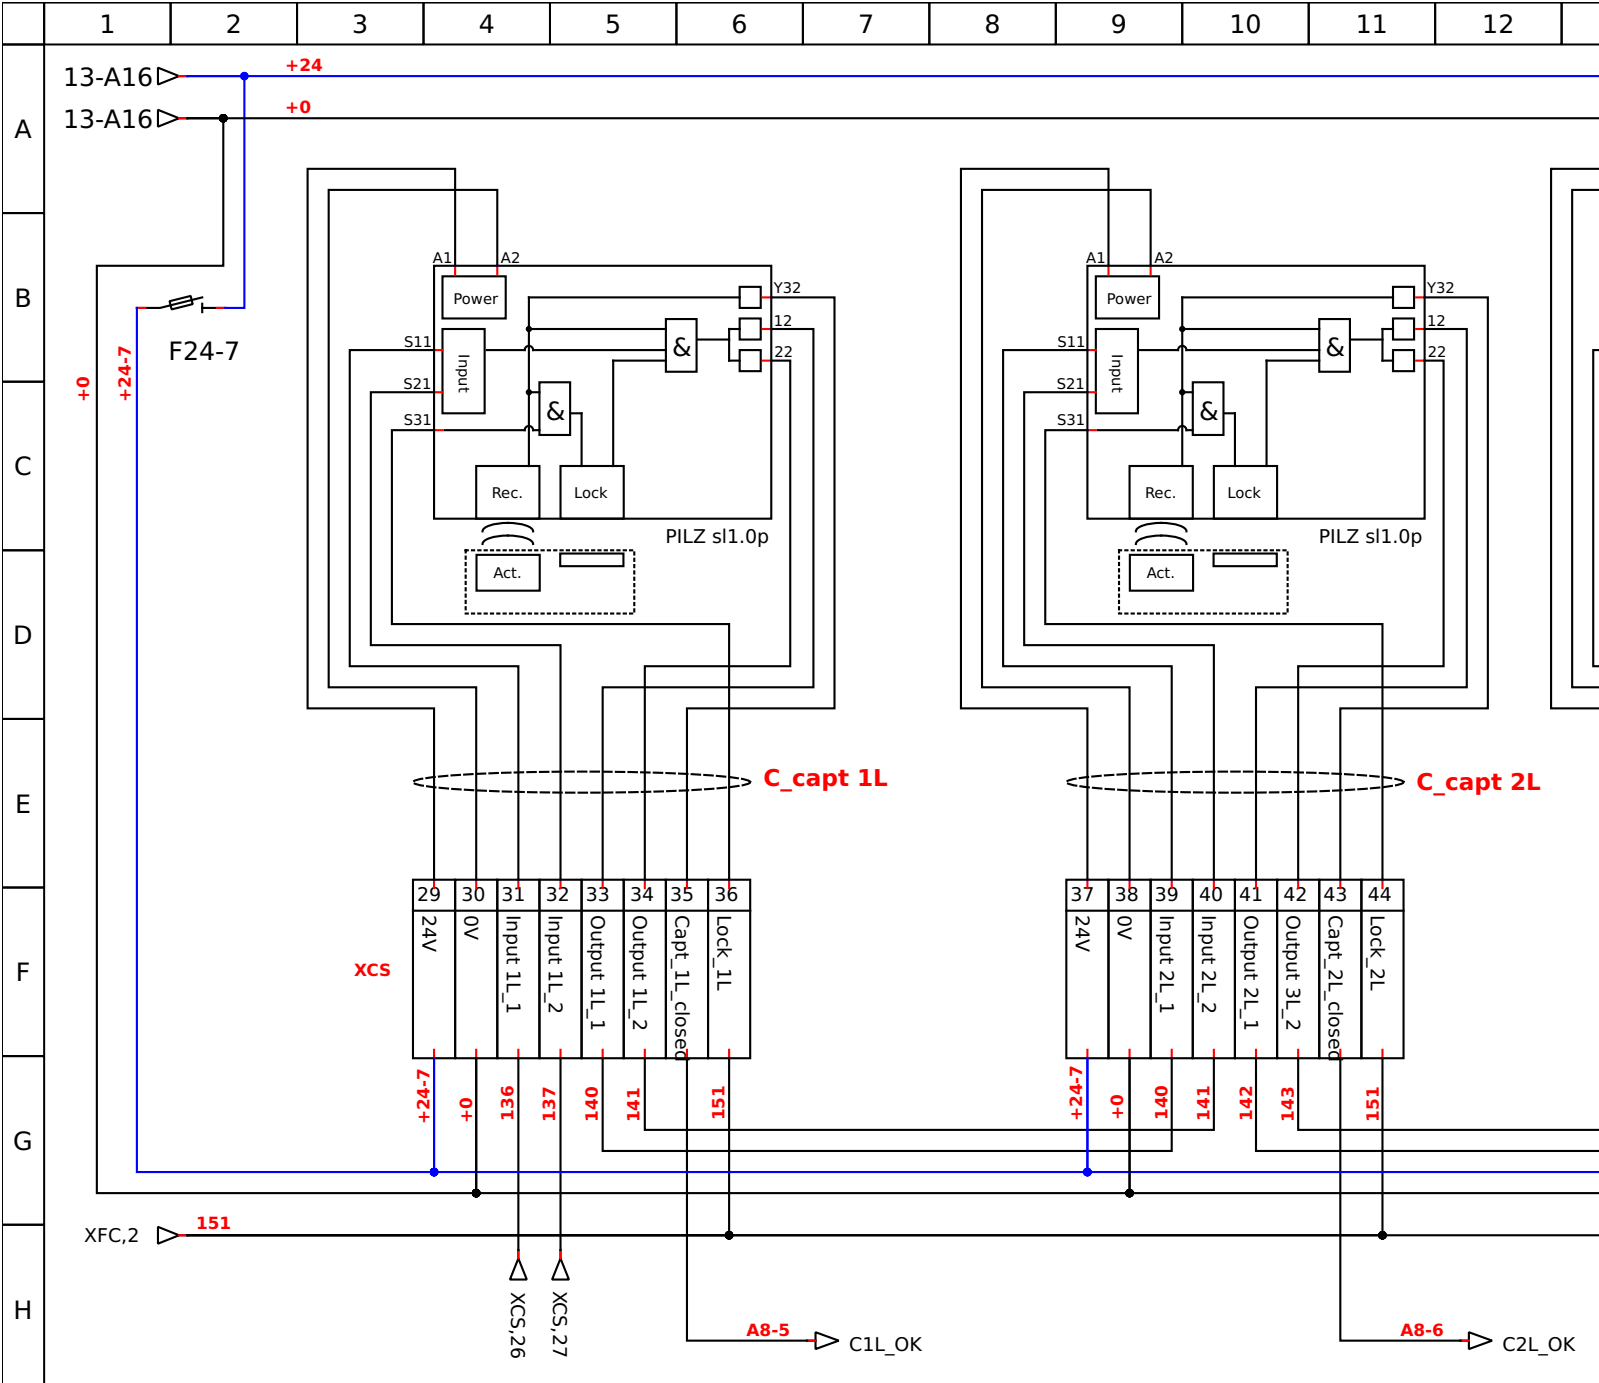 1 2 3 4 5 6 7 8 9 10 11 12
A
B
C
D
E
F
G
H
13-A16 +24
13-A16 +0
F24-7
+0
+24-7
A1 A2
Power
Y32
12
22
S11
S21
S31
Input
&
&
Rec.
Lock
PILZ sl1.0p
Act.
A1 A2
Power
Y32
12
22
S11
S21
S31
Input
&
&
Rec.
Lock
PILZ sl1.0p
Act.
C_capt 1L
C_capt 2L
XCS
29 30 31 32 33 34 35 36
24V
0V
Input 1L_1
Input 1L_2
Output 1L_1
Output 1L_2
Capt_1L_closed
Lock_1L
37 38 39 40 41 42 43 44
24V
0V
Input 2L_1
Input 2L_2
Output 2L_1
Output 3L_2
Capt_2L_closed
Lock_2L
+24-7
+0
136
137
140
141
151
+24-7
+0
140
141
142
143
151
XFC,2 151
XCS,26
XCS,27
A8-5 C1L_OK
A8-6 C2L_OK